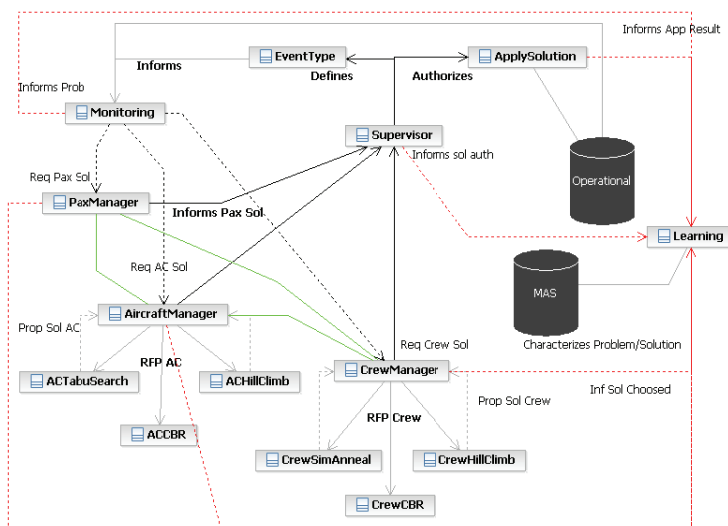 Informs App Result
EventType
ApplySolution
Informs
Defines
Authorizes
Informs Prob
Monitoring
Supervisor
Informs sol auth
Req Pax Sol
Operational
PaxManager
Informs Pax Sol
Learning
Req AC Sol
MAS
AircraftManager
Prop Sol AC
Req Crew Sol
Characterizes Problem/Solution
RFP AC
CrewManager
ACTabuSearch
ACHillClimb
Inf Sol Choosed
Prop Sol Crew
RFP Crew
ACCBR
CrewSimAnneal
CrewHillClimb
CrewCBR